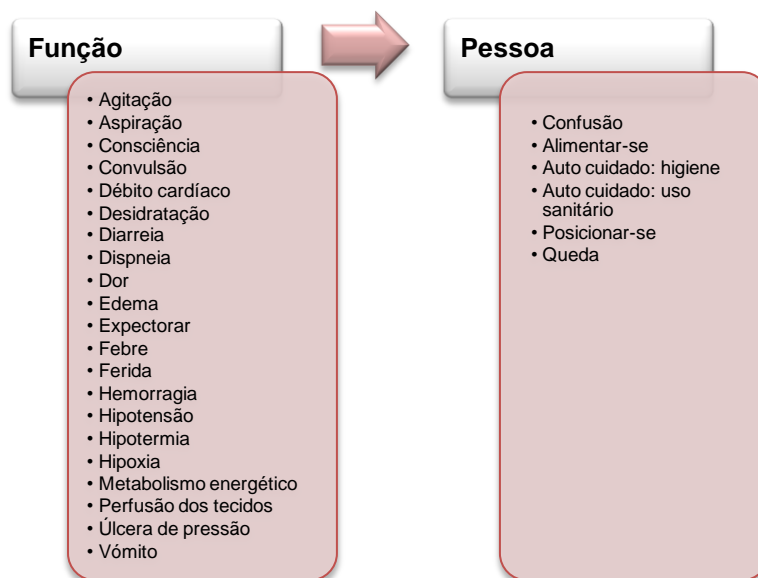 Função
• Agitação
• Aspiração
• Consciência
• Convulsão
• Débito cardíaco
• Desidratação
• Diarreia
• Dispneia
• Dor
• Edema
• Expectorar
• Febre
• Ferida
• Hemorragia
• Hipotensão
• Hipotermia
• Hipoxia
• Metabolismo energético
• Perfusão dos tecidos
• Úlcera de pressão
• Vómito
Pessoa
• Confusão
• Alimentar-se
• Auto cuidado: higiene
• Auto cuidado: uso
sanitário
• Posicionar-se
• Queda